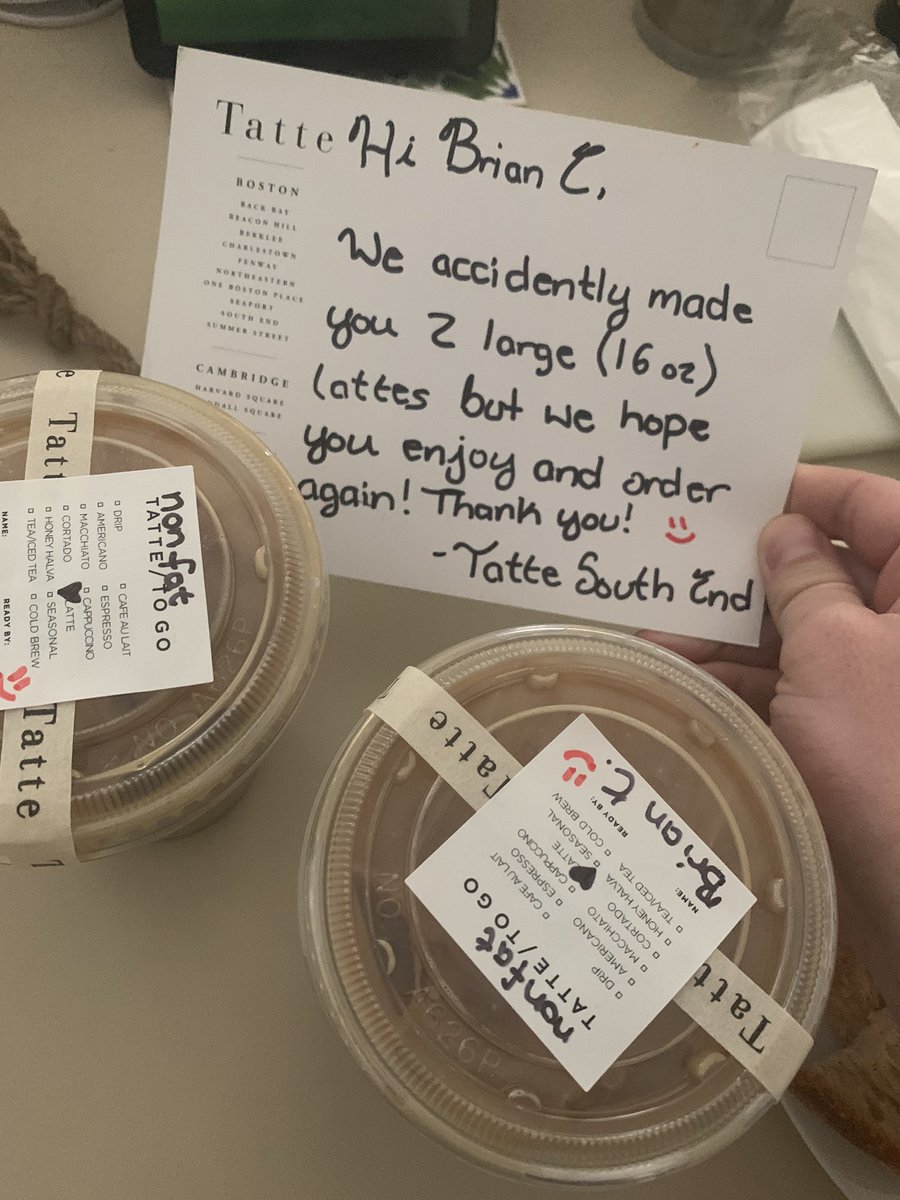 Tatte
BOSTON
BACK BAY
BEACON HILL
BERKLEE
CHARLESTOWN
FENWAY
NORTHEASTERN
ONE BOSTON PLACE
SEAPORT
SOUTH END
SUMMER STREET
CAMBRIDGE
HARVARD SQUARE
NDALL SQUARE
Hi Brian C,
We accidently made
you 2 large (16 oz)
lattes but we hope
you enjoy and order
again! Thank you!
-Tatte South End
e
Tatt
nonfat
TATTE/TO GO
DRIP
CAFE AU LAIT
AMERICANO
ESPRESSO
MACCHIATO
CAPPUCCINO
CORTADO
LATTE
HONEY HALVA
SEASONAL
TEA/ICED TEA
COLD BREW
NAME:
READY BY:
Tatte
Tatte
Tatte
nonfat
TATTE/TO GO
DRIP
CAFE AU LAIT
AMERICANO
ESPRESSO
MACCHIATO
CAPPUCCINO
CORTADO
LATTE
HONEY HALVA
SEASONAL
TEA/ICED TEA
COLD BREW
NAME: Brian C.
READY BY:
Tatt